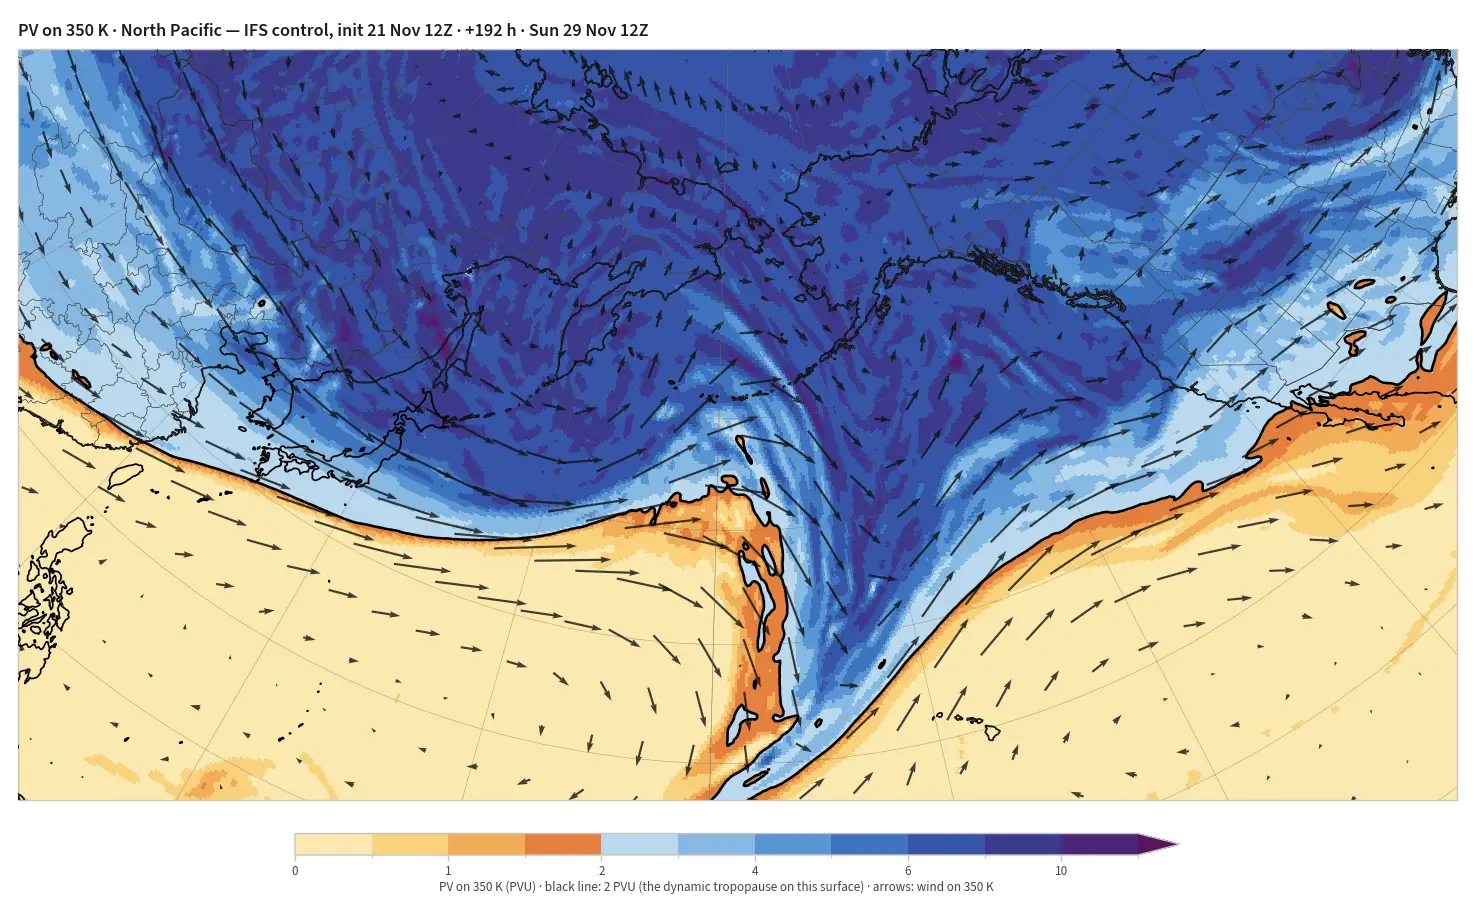 PV on 350 K · North Pacific — IFS control, init 21 Nov 12Z · +192 h · Sun 29 Nov 12Z
0 1 2 4 6 10
PV on 350 K (PVU) · black line: 2 PVU (the dynamic tropopause on this surface) · arrows: wind on 350 K